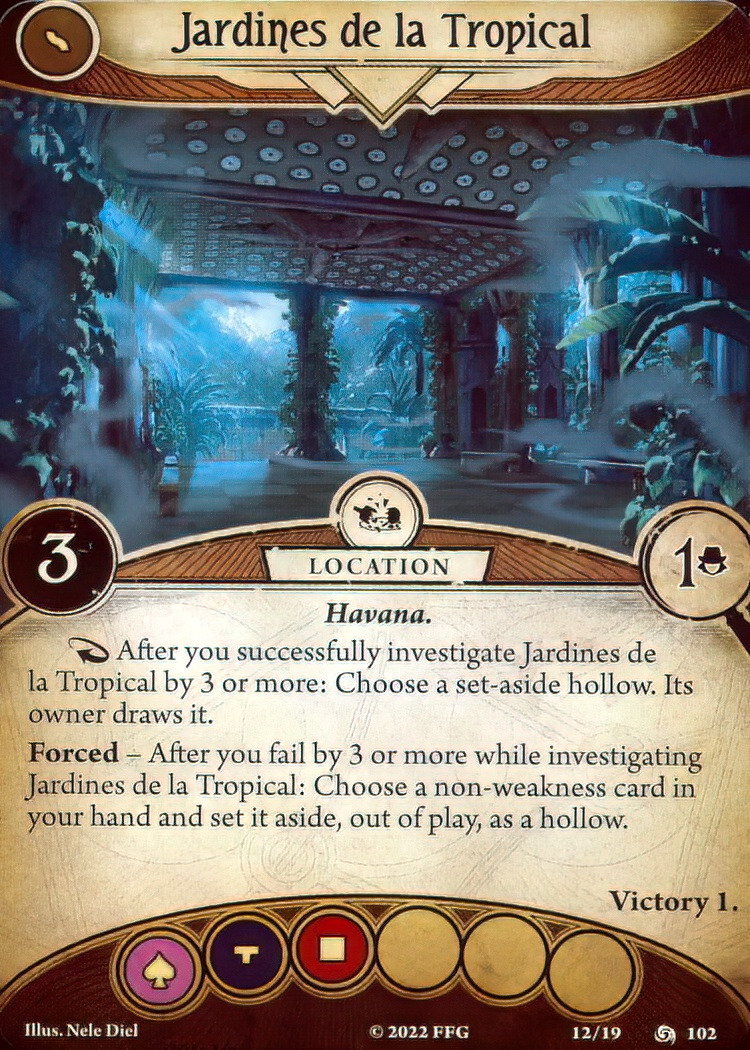 Jardines de la Tropical
3
LOCATION
1
Havana.
After you successfully investigate Jardines de
la Tropical by 3 or more: Choose a set-aside hollow. Its
owner draws it.
Forced – After you fail by 3 or more while investigating
Jardines de la Tropical: Choose a non-weakness card in
your hand and set it aside, out of play, as a hollow.
Victory 1.
Illus. Nele Diel © 2022 FFG 12/19 102